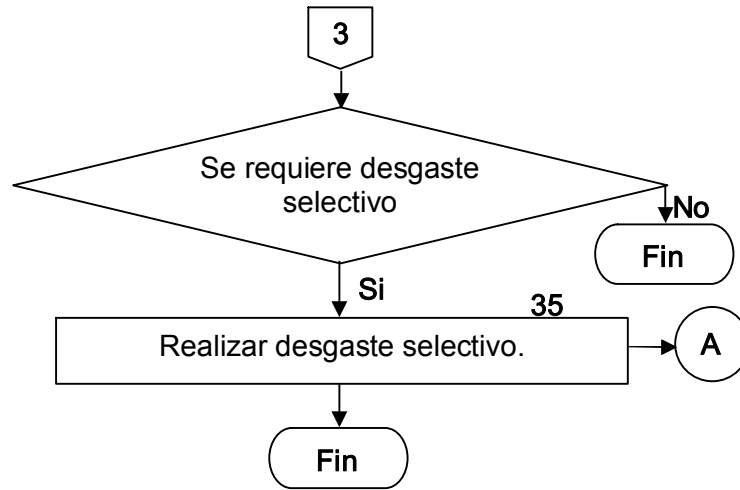 3
Se requiere desgaste
selectivo
No
Fin
Si
35
Realizar desgaste selectivo.
A
Fin